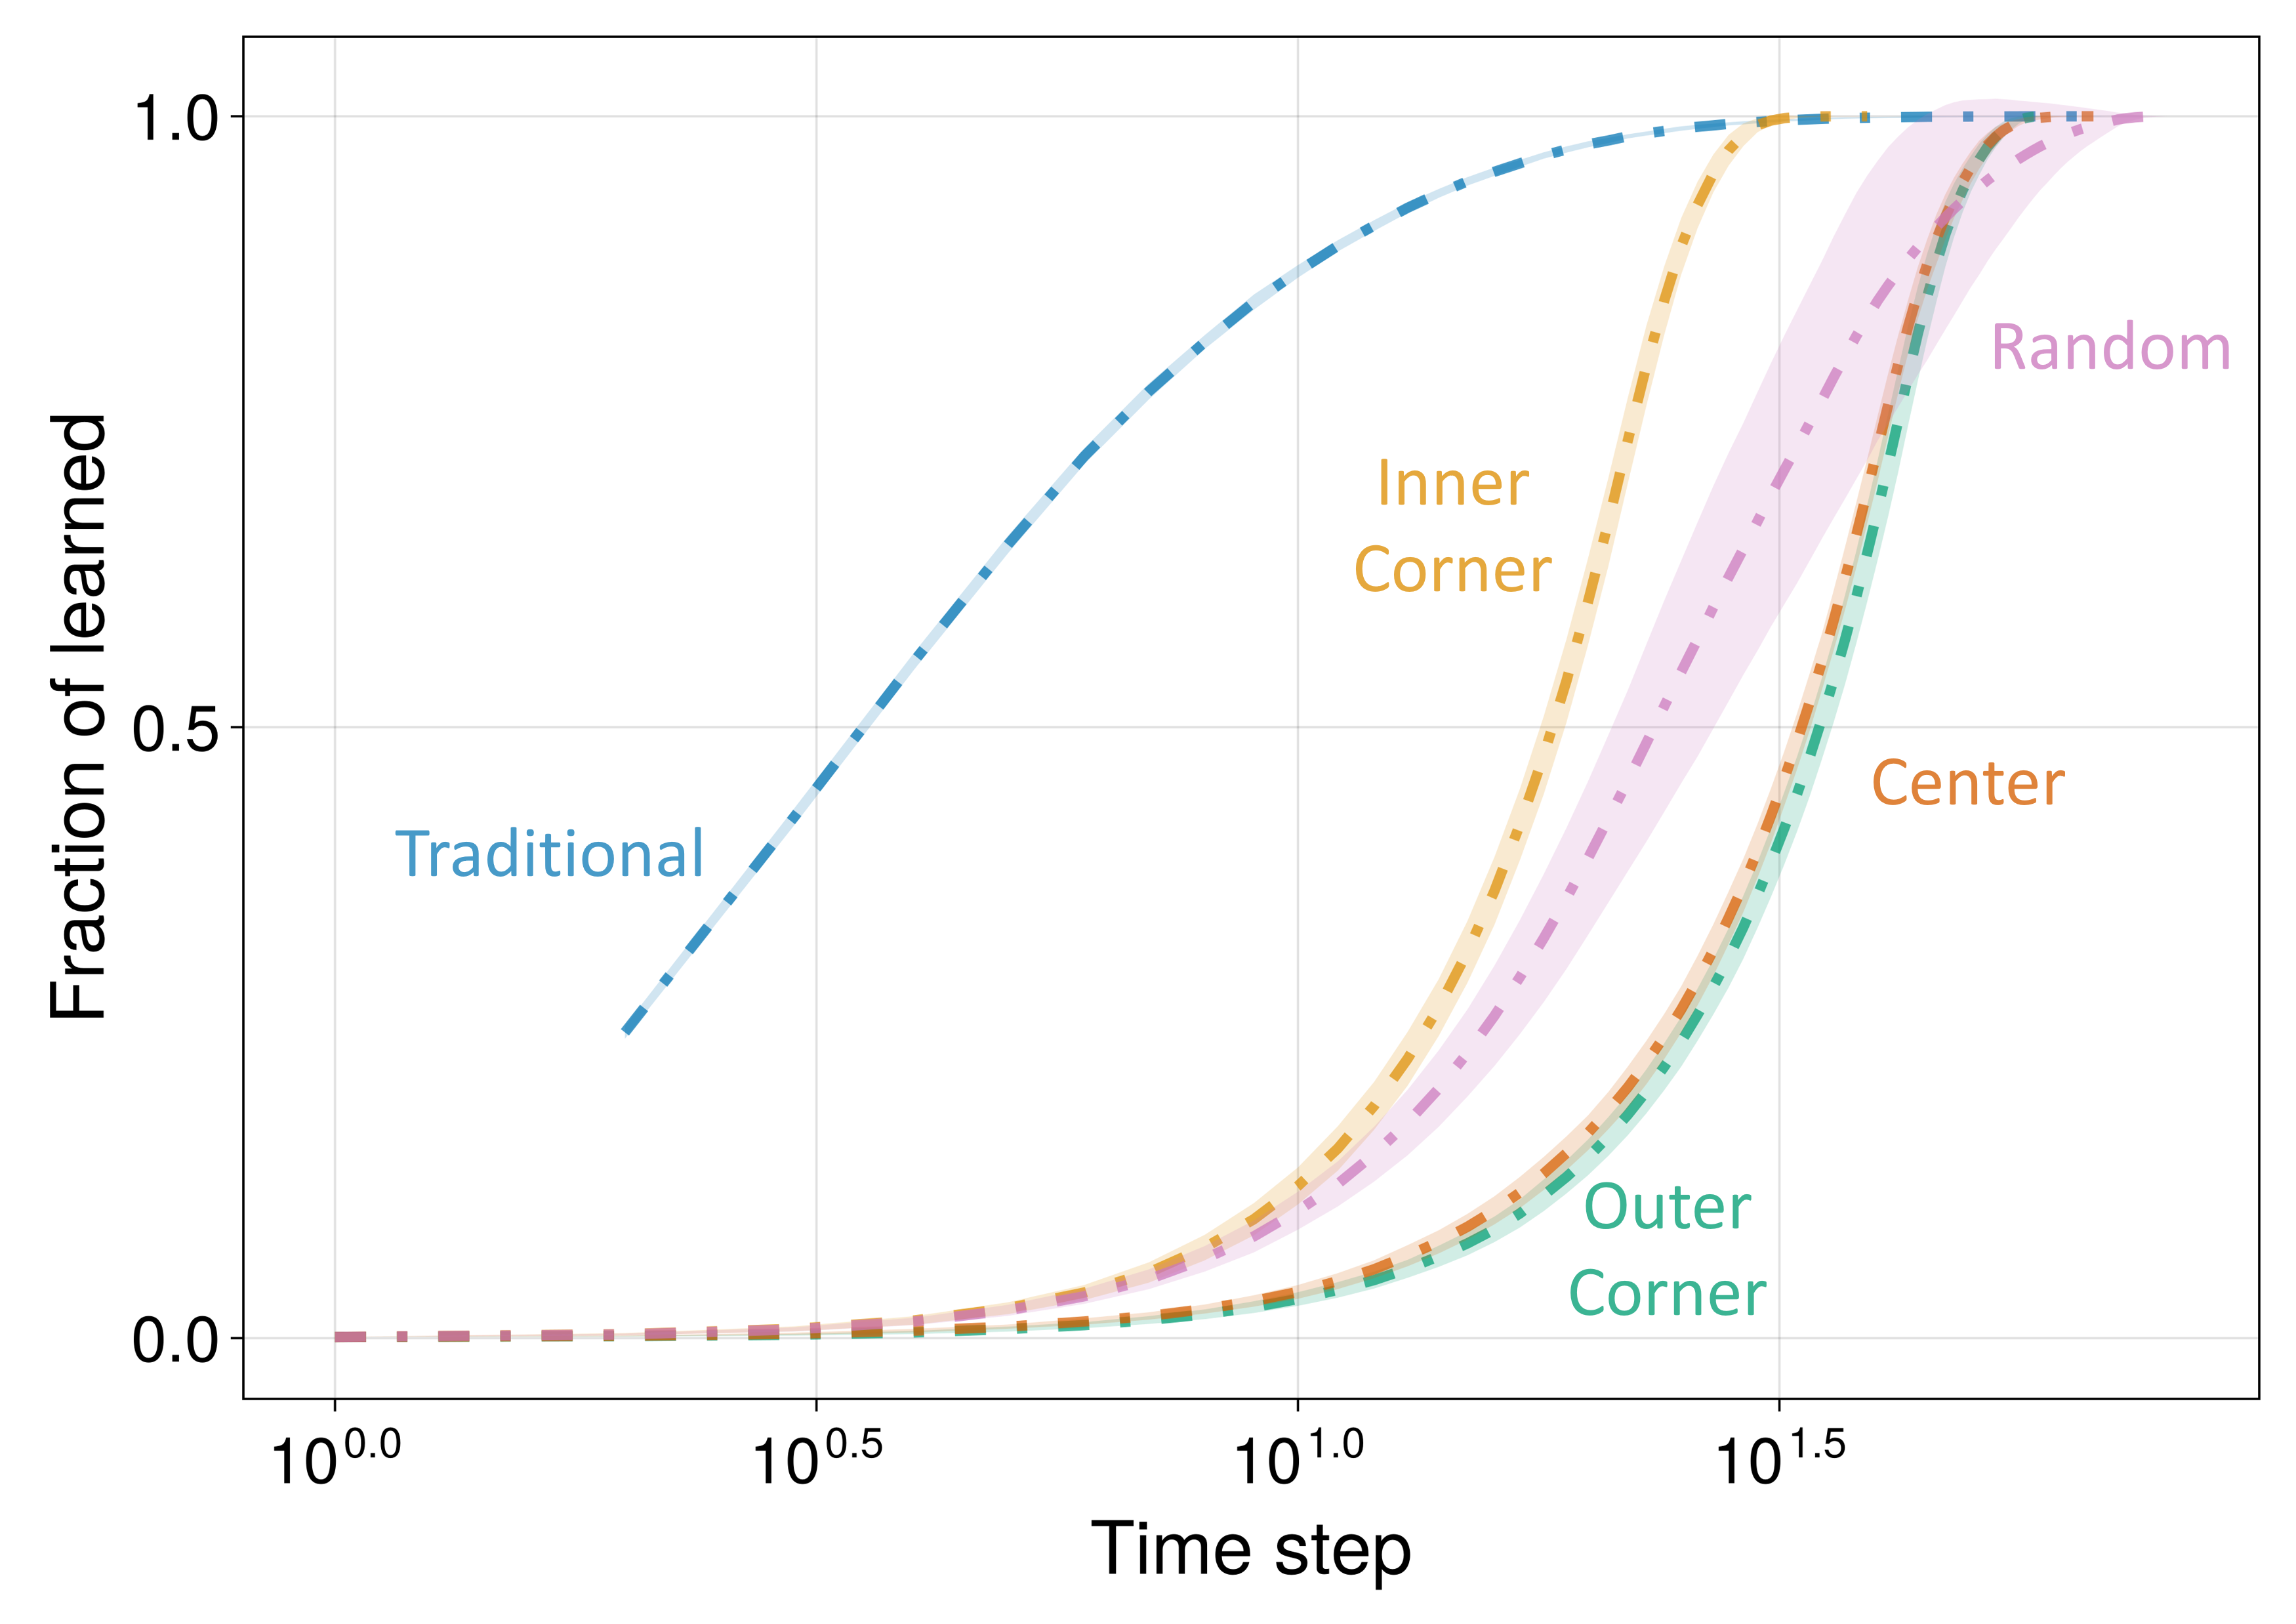 Fraction of learned
1.0
0.5
0.0
Traditional
Inner
Corner
Random
Center
Outer
Corner
10^0.0
10^0.5
10^1.0
10^1.5
Time step